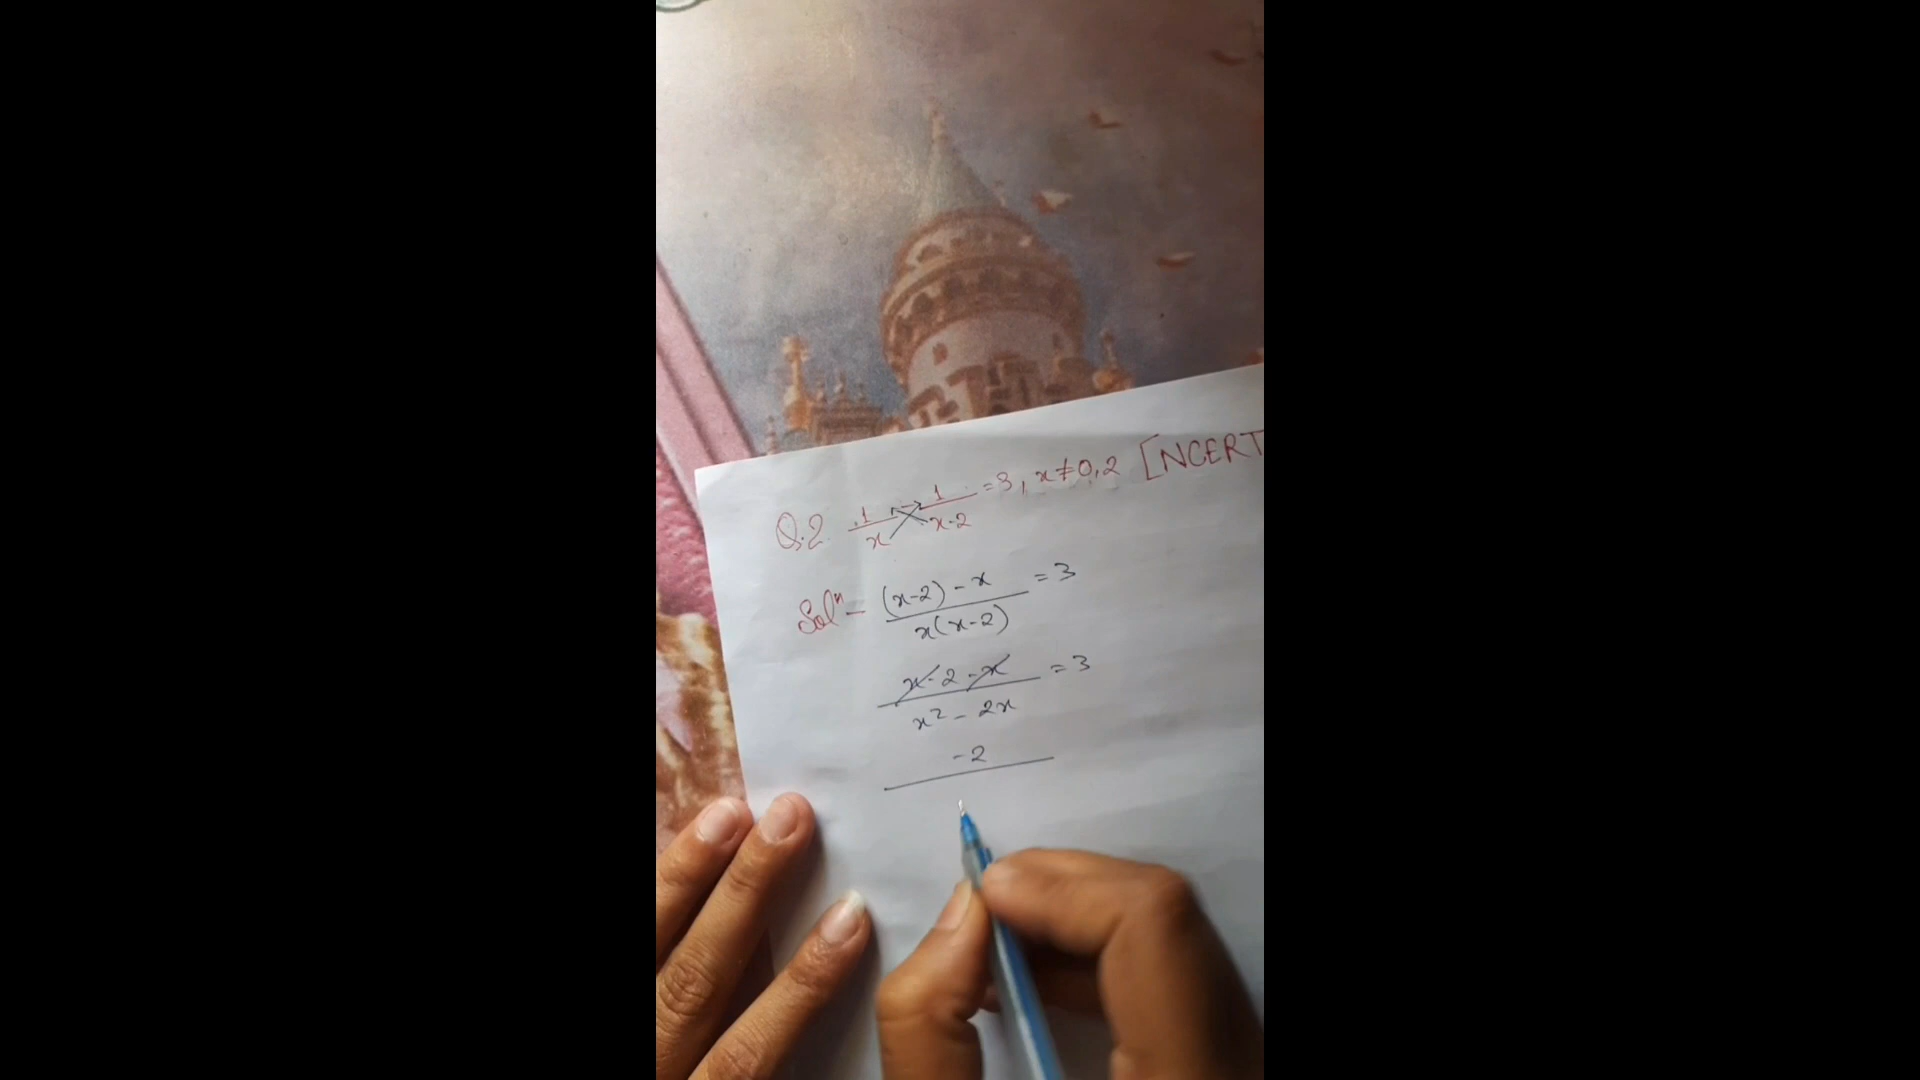 Q.2. 1/x - 1/x-2 = 3, x≠0,2 [NCERT
Solⁿ - (x-2) - x / x(x-2) = 3
x - 2 - x / x² - 2x = 3
-2